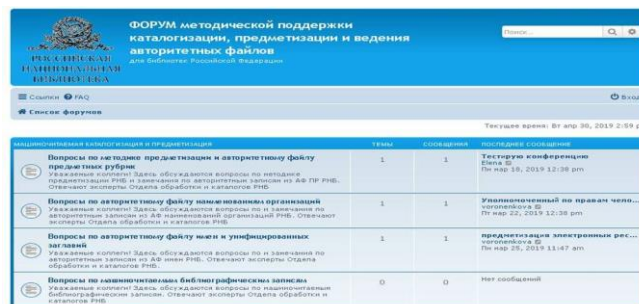 ФОРУМ методической поддержки
каталогизации, предметизации и ведения
авторитетных файлов
для библиотек Российской Федерации
РОССИЙСКАЯ
НАЦИОНАЛЬНАЯ
БИБЛИОТЕКА
Поиск…
Ссылки FAQ
Вход
Список форумов
Текущее время: Вт апр 30, 2019 2:59 p
МАШИНОЧИТАЕМАЯ КАТАЛОГИЗАЦИЯ И ПРЕДМЕТИЗАЦИЯ ТЕМЫ СООБЩЕНИЯ ПОСЛЕДНЕЕ СООБЩЕНИЕ
Вопросы по методике предметизации и авторитетному файлу
предметных рубрик
Уважаемые коллеги! Здесь обсуждаются вопросы по методике
предметизации РНБ и замечания по авторитетным записям из АФ ПР РНБ.
Отвечают эксперты Отдела обработки и каталогов РНБ
1 1
Тестирую конференцию
Elena
Пн мар 18, 2019 12:38 pm
Вопросы по авторитетному файлу наименования организаций
Уважаемые коллеги! Здесь обсуждаются вопросы по и замечания по
авторитетным записям из АФ наименований организаций РНБ. Отвечают
эксперты Отдела обработки и каталогов РНБ
1 1
Уполномоченный по правам чело...
voronenkova
Пт мар 22, 2019 12:38 pm
Вопросы по авторитетному файлу имен и унифицированных
заглавий
Уважаемые коллеги! Здесь обсуждаются вопросы по и замечания по
авторитетным записям из АФ имен РНБ. Отвечают эксперты Отдела
обработки и каталогов РНБ.
1 1
предметизация электронных рес...
voronenkova
Пн мар 25, 2019 11:47 am
Вопросы по машиночитаемым библиографическим записям
Уважаемые коллеги! Здесь обсуждаются вопросы по машиночитаемым
библиографическим записям. Отвечают эксперты Отдела обработки и
каталогов РНБ
0 0
Нет сообщений